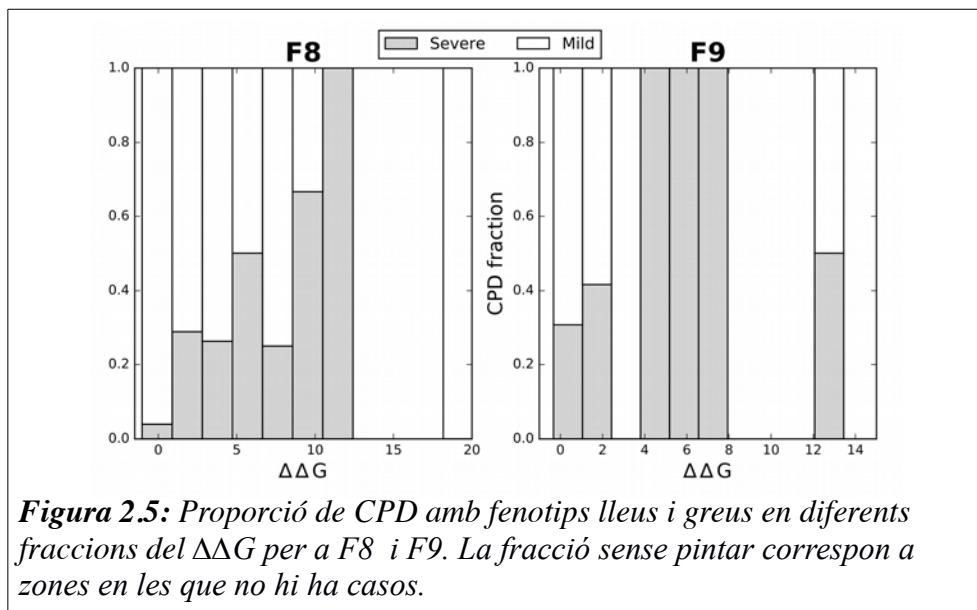 Severe Mild
F8 F9
1.0 1.0
0.8 0.8
0.6 0.6
CPD fraction
0.4 0.4
0.2 0.2
0.0 0.0
0 5 10 15 20 0 2 4 6 8 10 12 14
ΔΔG ΔΔG
Figura 2.5: Proporció de CPD amb fenotips lleus i greus en diferents
fraccions del ΔΔG per a F8 i F9. La fracció sense pintar correspon a
zones en les que no hi ha casos.